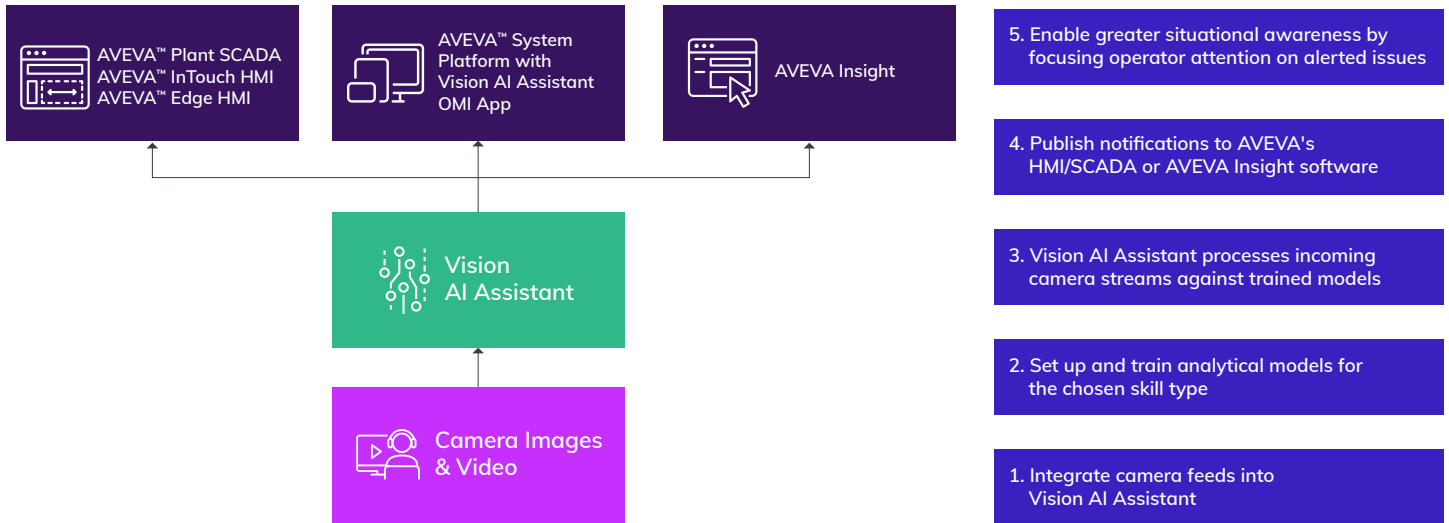 AVEVA™ Plant SCADA
AVEVA™ InTouch HMI
AVEVA™ Edge HMI
AVEVA™ System
Platform with
Vision AI Assistant
OMI App
AVEVA Insight
Vision
AI Assistant
Camera Images
& Video
5. Enable greater situational awareness by
focusing operator attention on alerted issues
4. Publish notifications to AVEVA's
HMI/SCADA or AVEVA Insight software
3. Vision AI Assistant processes incoming
camera streams against trained models
2. Set up and train analytical models for
the chosen skill type
1. Integrate camera feeds into
Vision AI Assistant